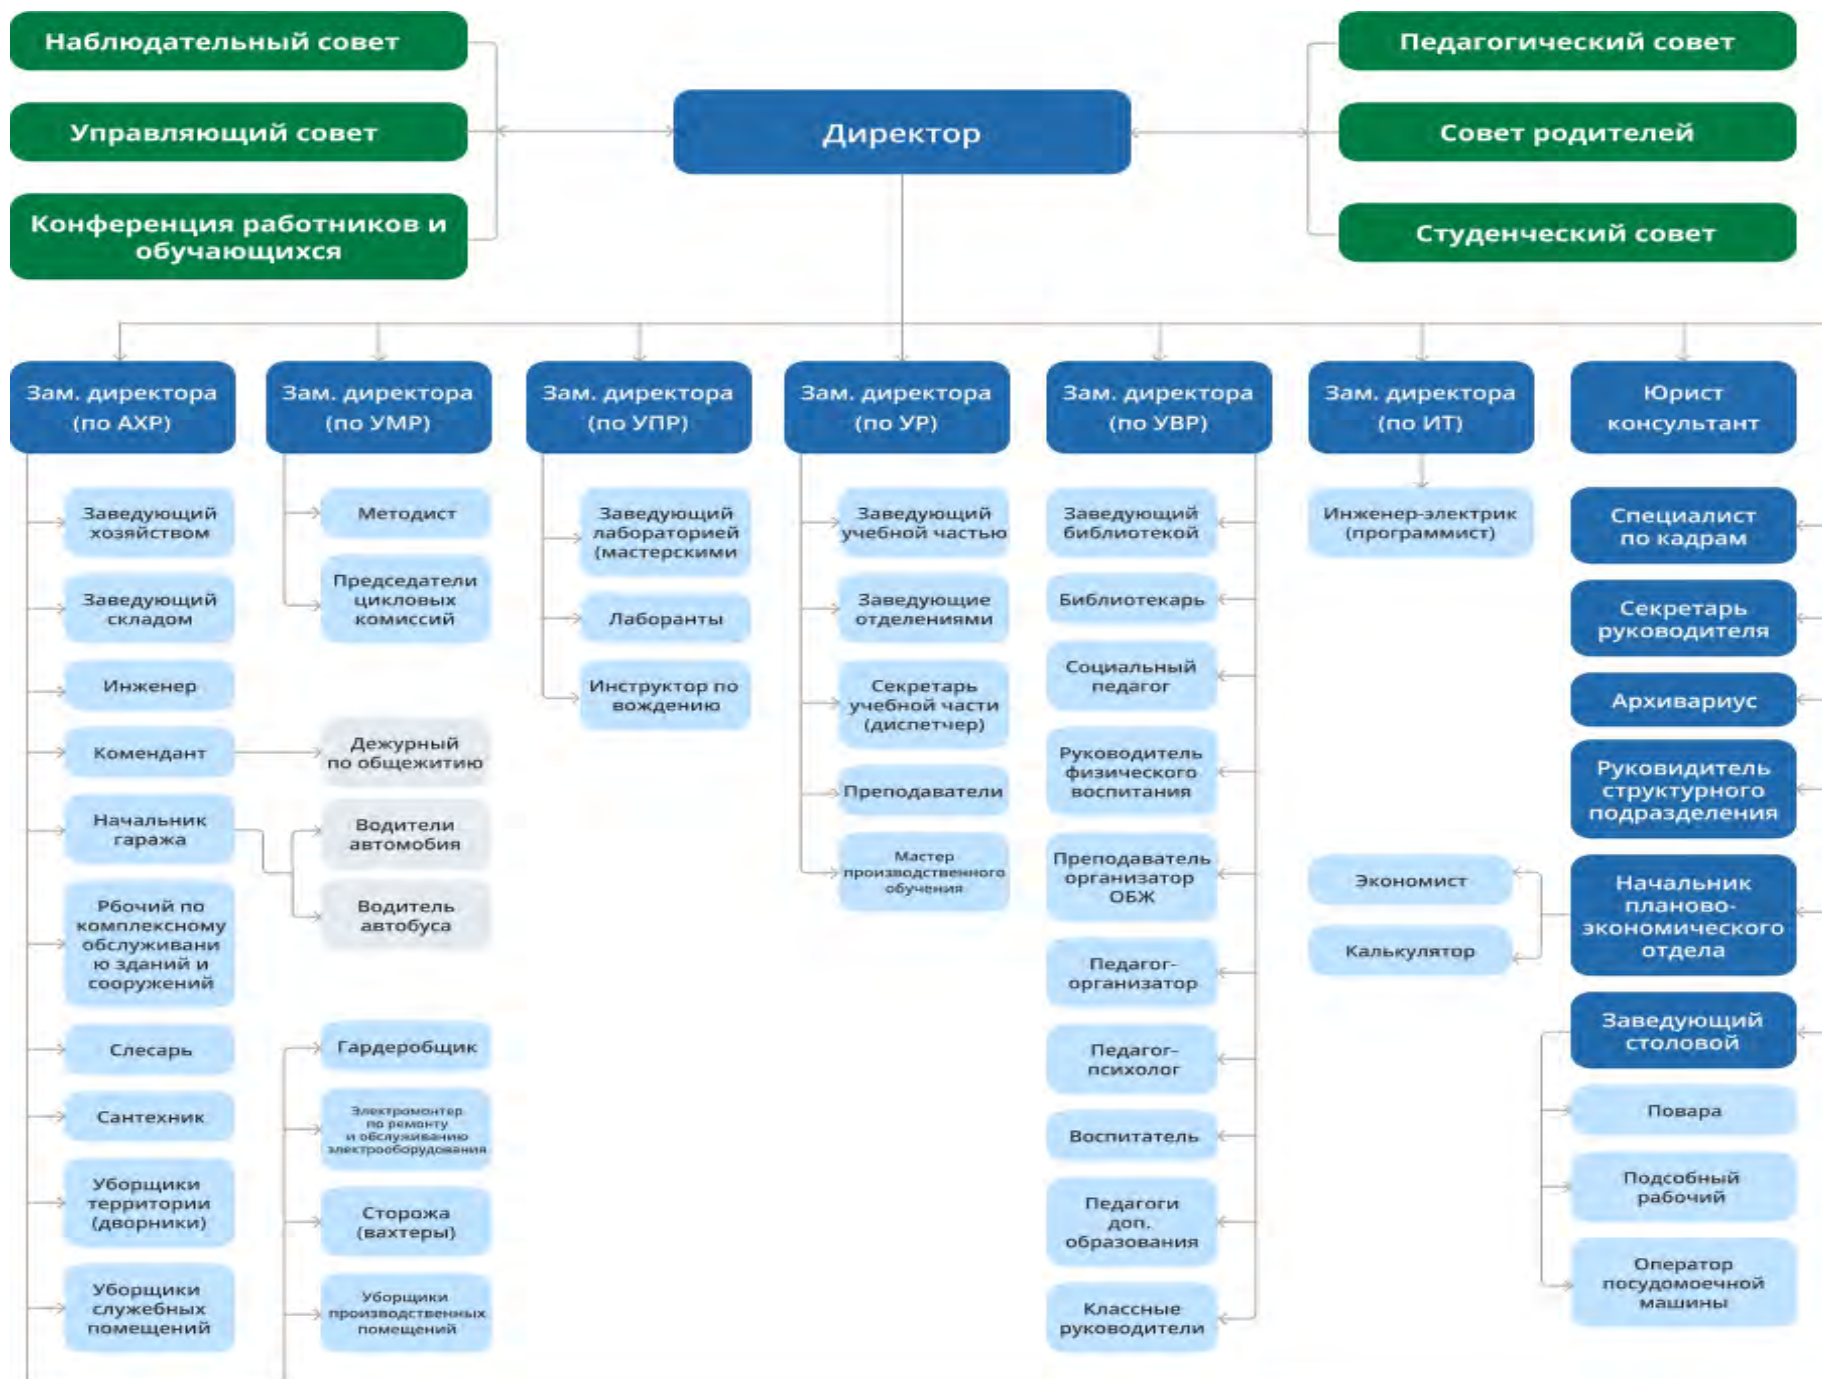 Наблюдательный совет
Управляющий совет
Конференция работников и
обучающихся
Директор
Педагогический совет
Совет родителей
Студенческий совет
Зам. директора
(по АХР)
Заведующий
хозяйством
Заведующий
складом
Инженер
Комендант
Начальник
гаража
Рбочий по
комплексному
обслуживани
ю зданий и
сооружений
Слесарь
Сантехник
Уборщики
территории
(дворники)
Уборщики
служебных
помещений
Зам. директора
(по УМР)
Методист
Председатели
цикловых
комиссий
Дежурный
по общежитию
Водители
автомобия
Водитель
автобуса
Гардеробщик
Электромонтер
по ремонту
и обслуживанию
электрооборудования
Сторожа
(вахтеры)
Уборщики
производственных
помещений
Зам. директора
(по УПР)
Заведующий
лабораторией
(мастерскими
Лаборанты
Инструктор по
вождению
Зам. директора
(по УР)
Заведующий
учебной частью
Заведующие
отделениями
Секретарь
учебной части
(диспетчер)
Преподаватели
Мастер
производственного
обучения
Зам. директора
(по УВР)
Заведующий
библиотекой
Библиотекарь
Социальный
педагог
Руководитель
физического
воспитания
Преподаватель
организатор
ОБЖ
Педагог-
организатор
Педагог-
психолог
Воспитатель
Педагоги
доп.
образования
Классные
руководители
Зам. директора
(по ИТ)
Инженер-электрик
(программист)
Экономист
Калькулятор
Юрист
консультант
Специалист
по кадрам
Секретарь
руководителя
Архивариус
Руковидитель
структурного
подразделения
Начальник
планово-
экономического
отдела
Заведующий
столовой
Повара
Подсобный
рабочий
Оператор
посудомоечной
машины